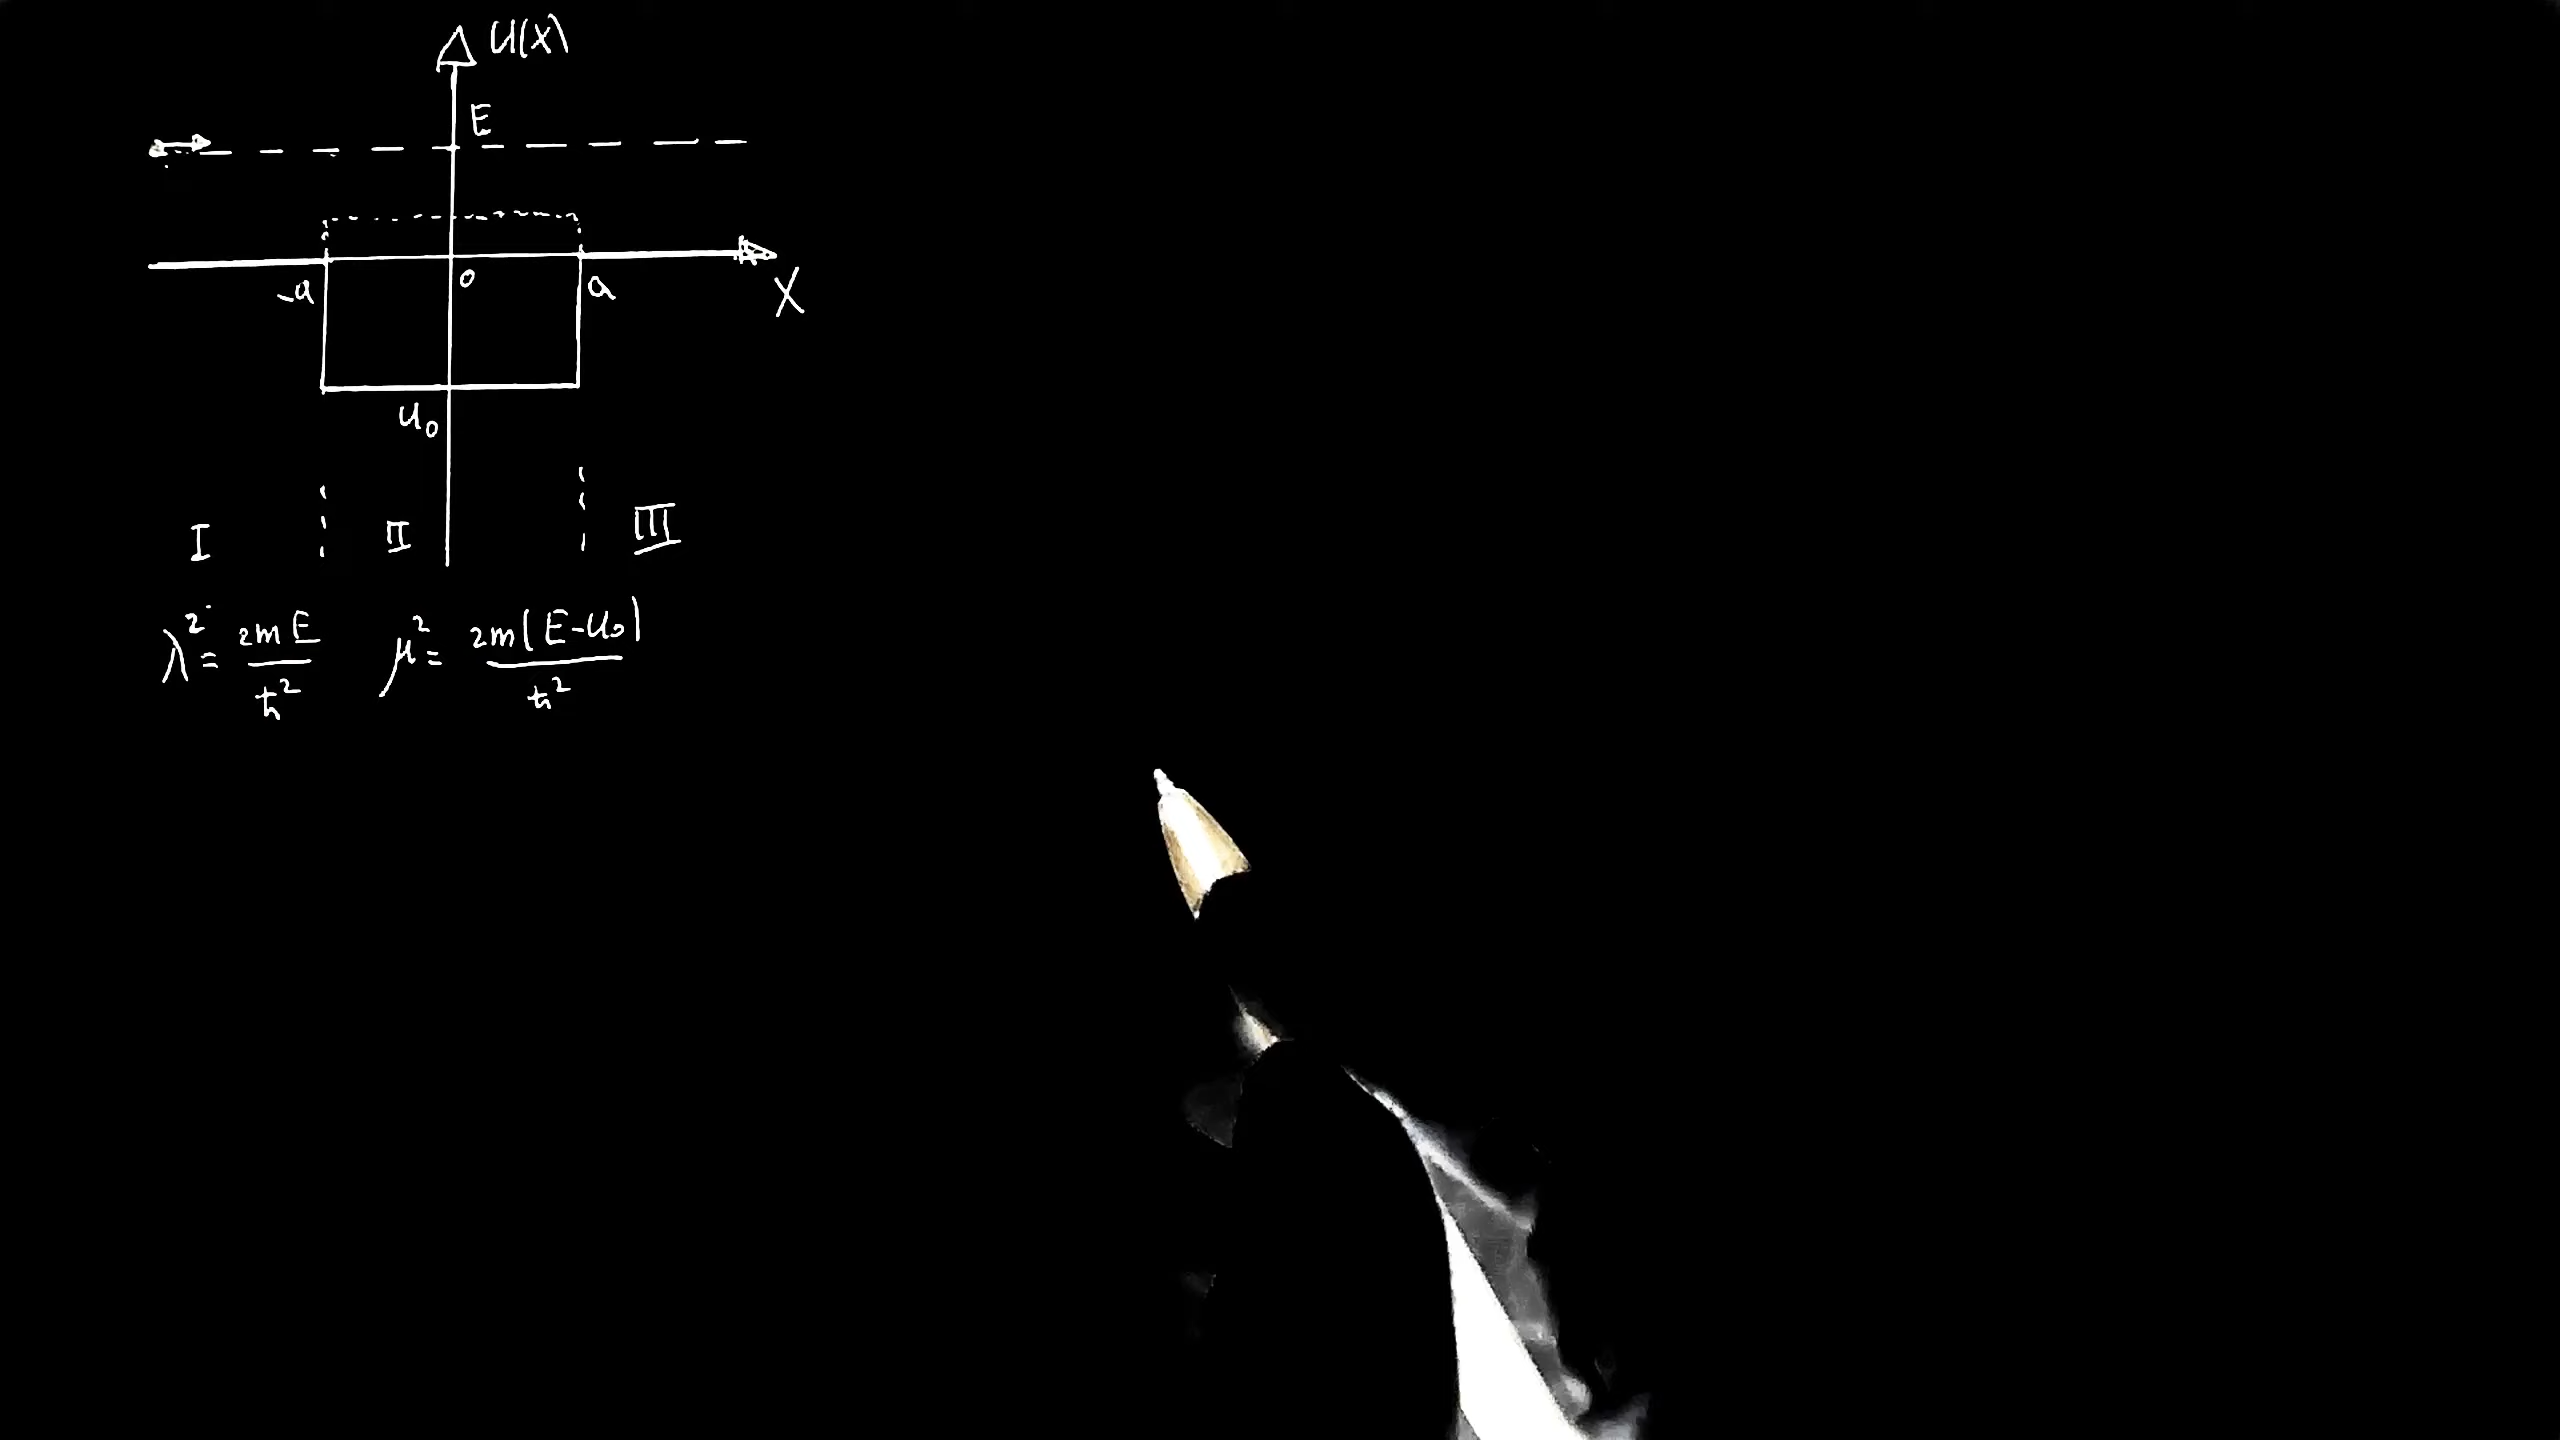 U(x)
E
-a 0 a
X
U₀
I II III
λ² = 2mE/ħ² μ² = 2m(E-U₀)/ħ²